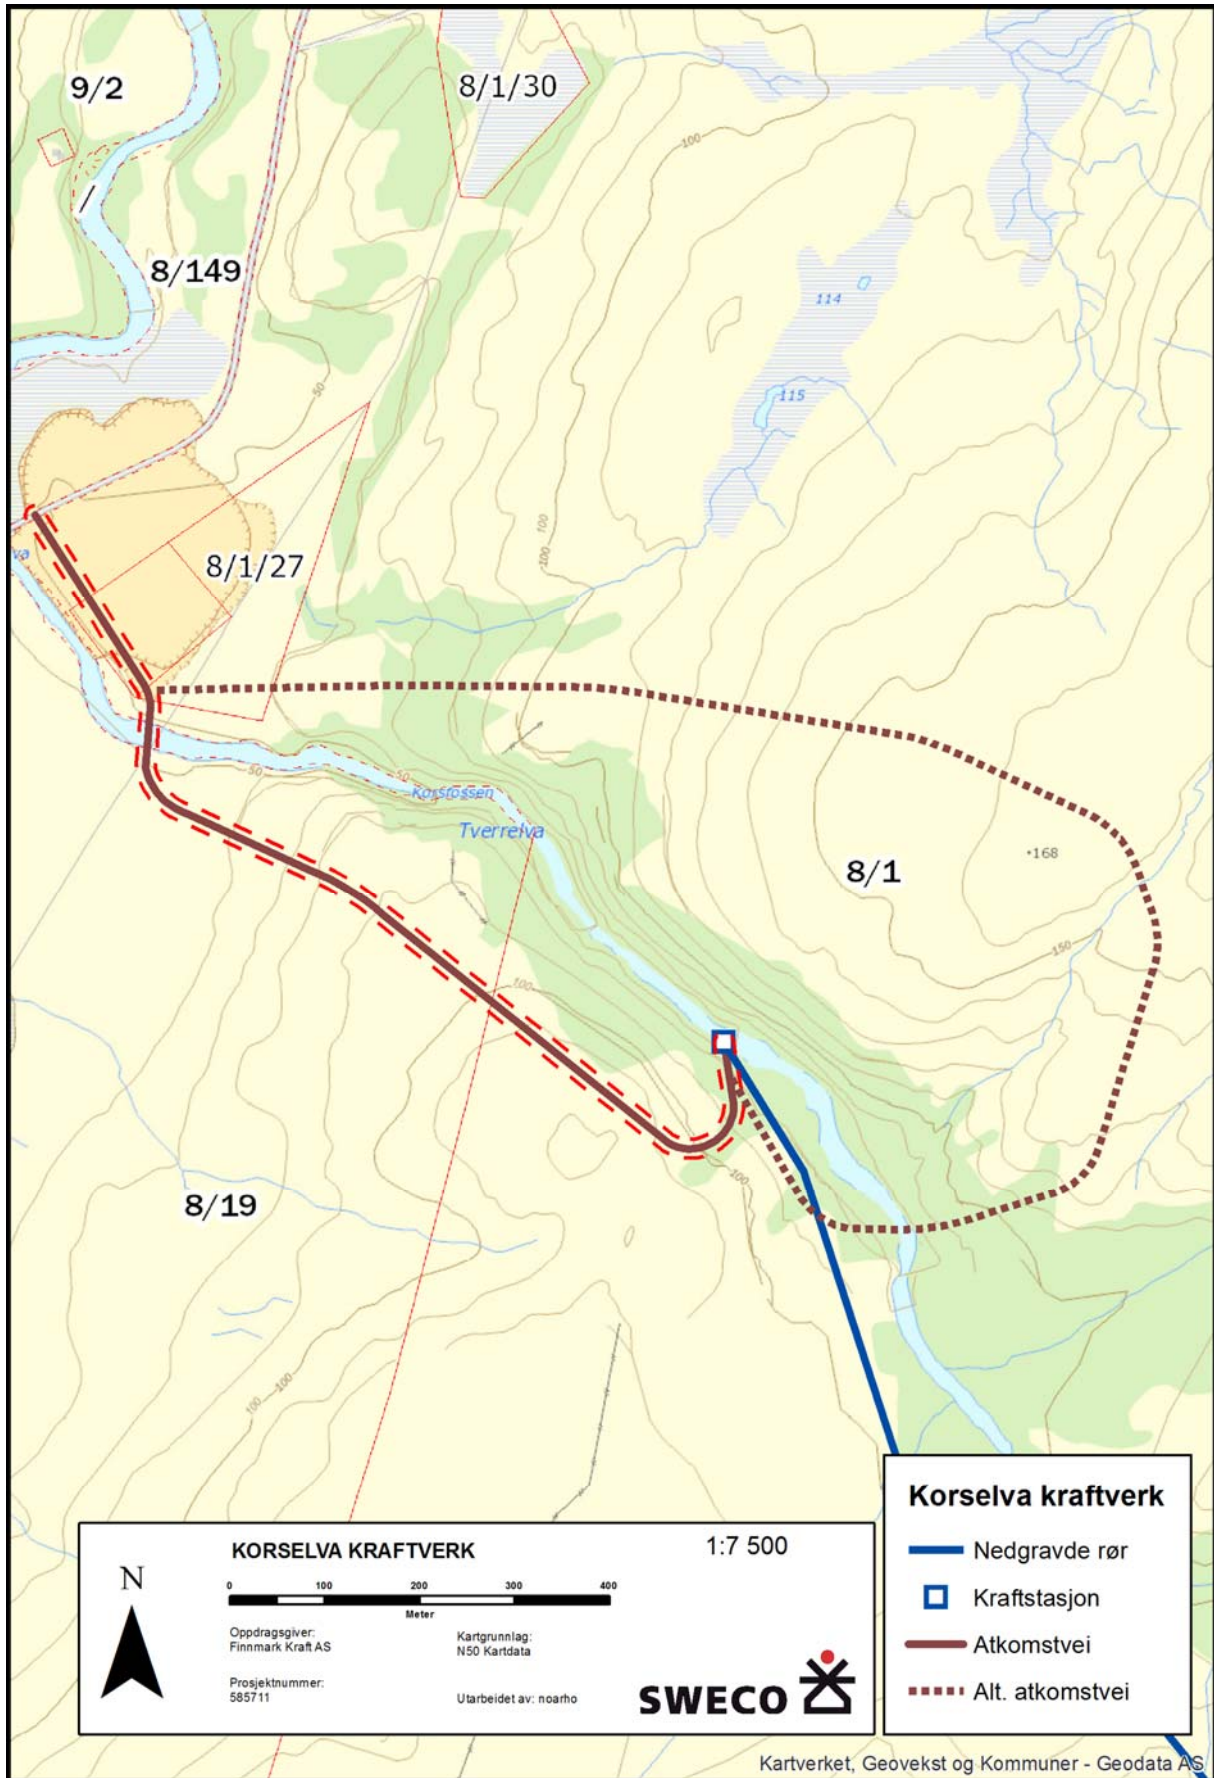 9/2
8/1/30
100
8/149
114
50
115
100
100
8/1/27
va
50
50
Korsfossen
Tverrelva
8/1
168
150
100
100
8/19
100
100
Korselva kraftverk
Nedgravde rør
Kraftstasjon
Atkomstvei
Alt. atkomstvei
KORSELVA KRAFTVERK
1:7 500
N
0 100 200 300 400
Meter
Oppdragsgiver:
Finnmark Kraft AS
Kartgrunnlag:
N50 Kartdata
Prosjektnummer:
585711
Utarbeidet av: noarho
SWECO
Kartverket, Geovekst og Kommuner - Geodata AS